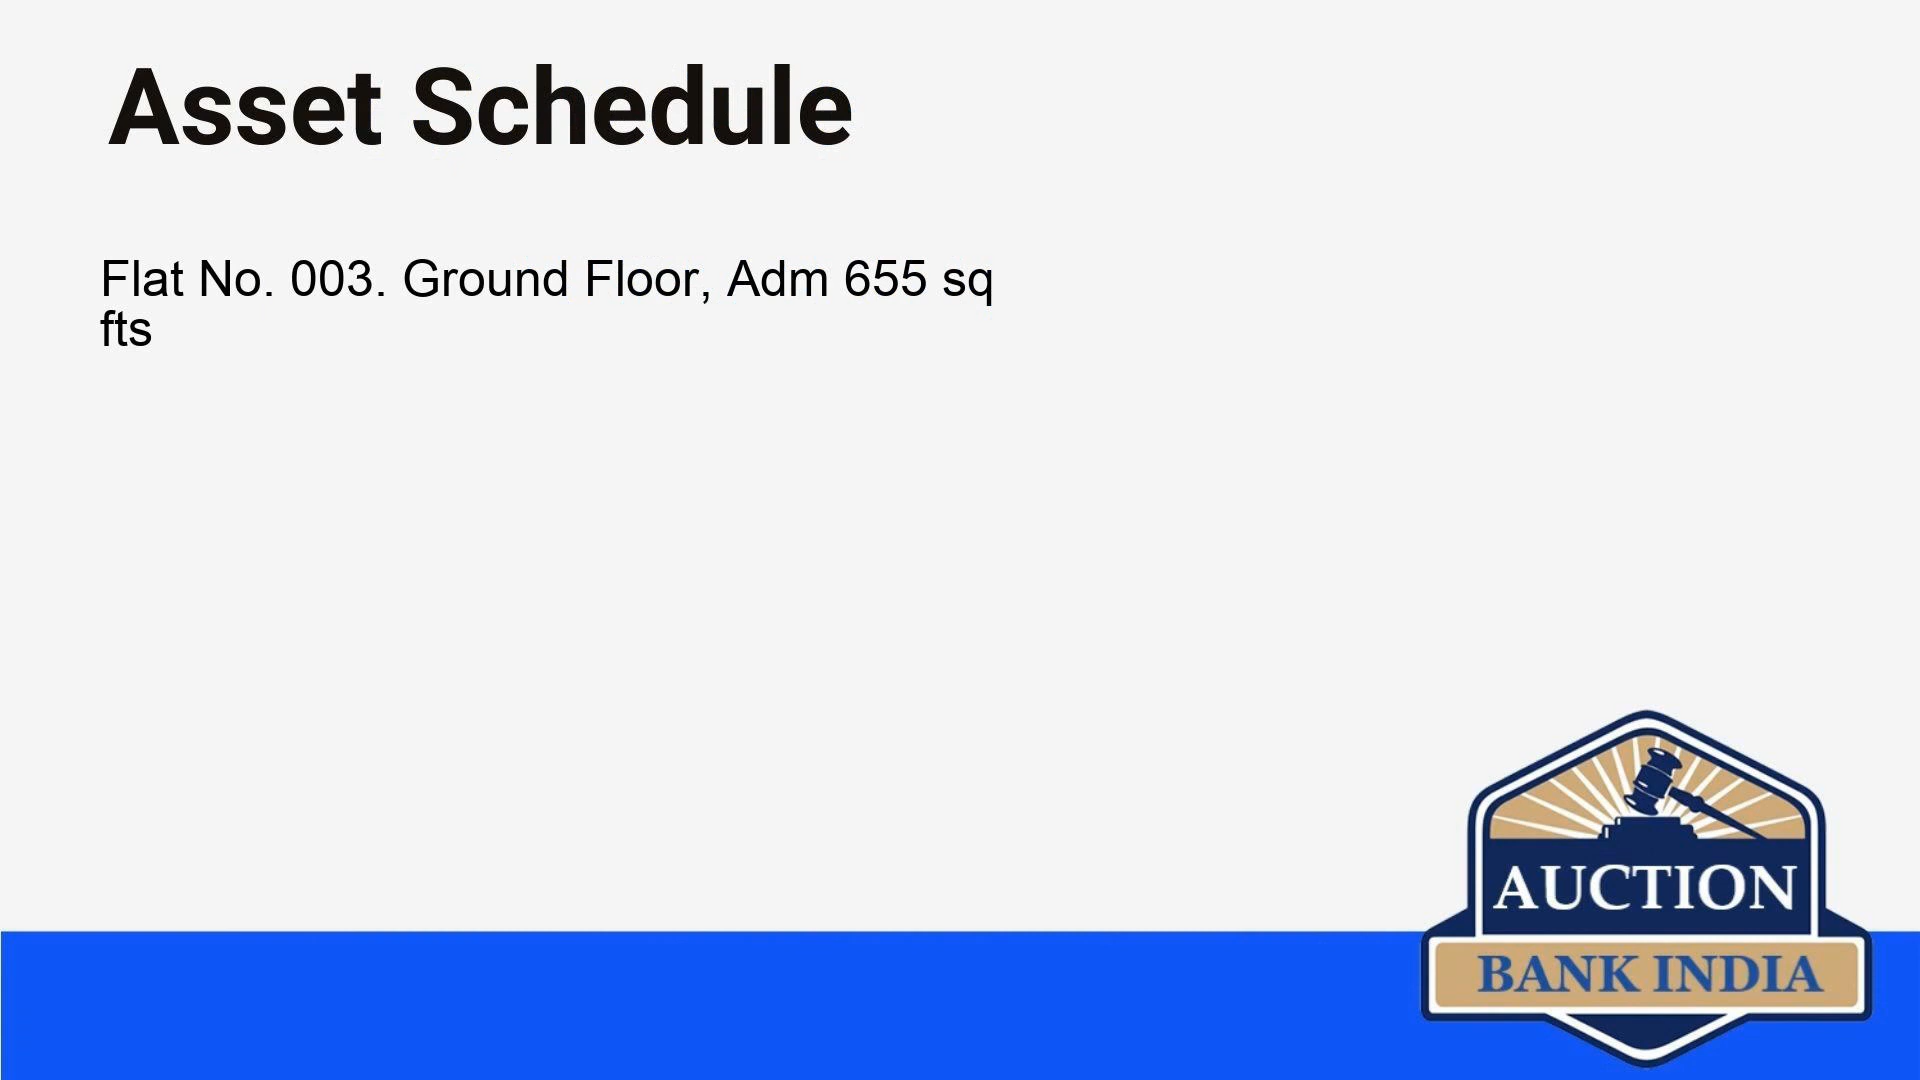 Asset Schedule
Flat No. 003. Ground Floor, Adm 655 sq
fts
AUCTION
BANK INDIA